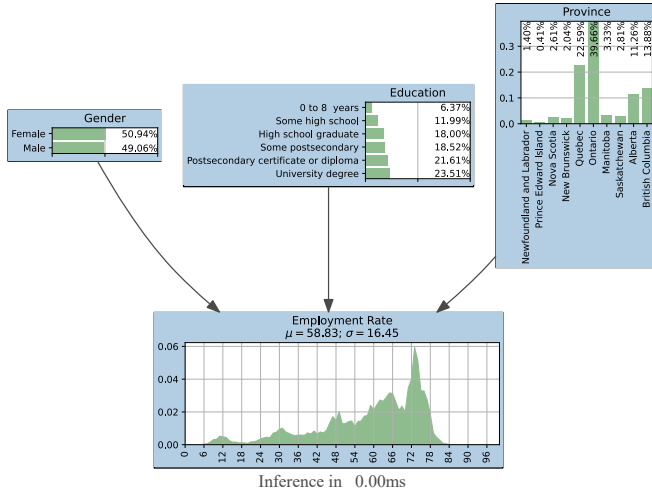 Province
1.40%
0.41%
2.61%
2.04%
22.59%
39.66%
3.33%
2.81%
11.26%
13.88%
0.3
0.2
0.1
0,0
Newfoundland and Labrador
Prince Edward Island
Nova Scotia
New Brunswick
Quebec
Ontario
Manitoba
Saskatchewan
Alberta
British Columbia
Education
0 to 8 years 6.37%
Some high school 11.99%
High school graduate 18,00%
Some postsecondary 18.52%
Postsecondary certificate or diploma 21.61%
University degree 23.51%
Gender
Female 50.94%
Male 49.06%
Employment Rate
μ = 58.83; σ = 16.45
0.06
0.04
0.02
0,00
0 6 12 18 24 30 36 42 48 54 60 66 72 78 84 90 96
Inference in 0.00ms